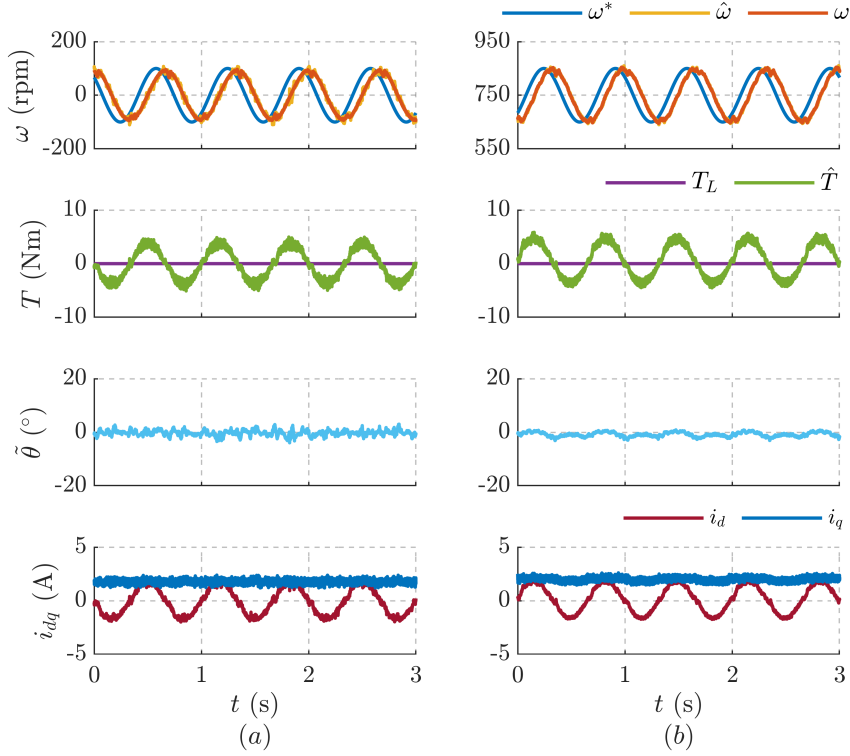 ω* ω̂ ω
200
0
-200
ω (rpm)
950
750
550
T_L T̂
10
0
-10
T (Nm)
10
0
-10
20
0
-20
θ̃ (°)
20
0
-20
i_d i_q
5
0
-5
i_dq (A)
5
0
-5
0 1 2 3
0 1 2 3
t (s)
t (s)
(a)
(b)